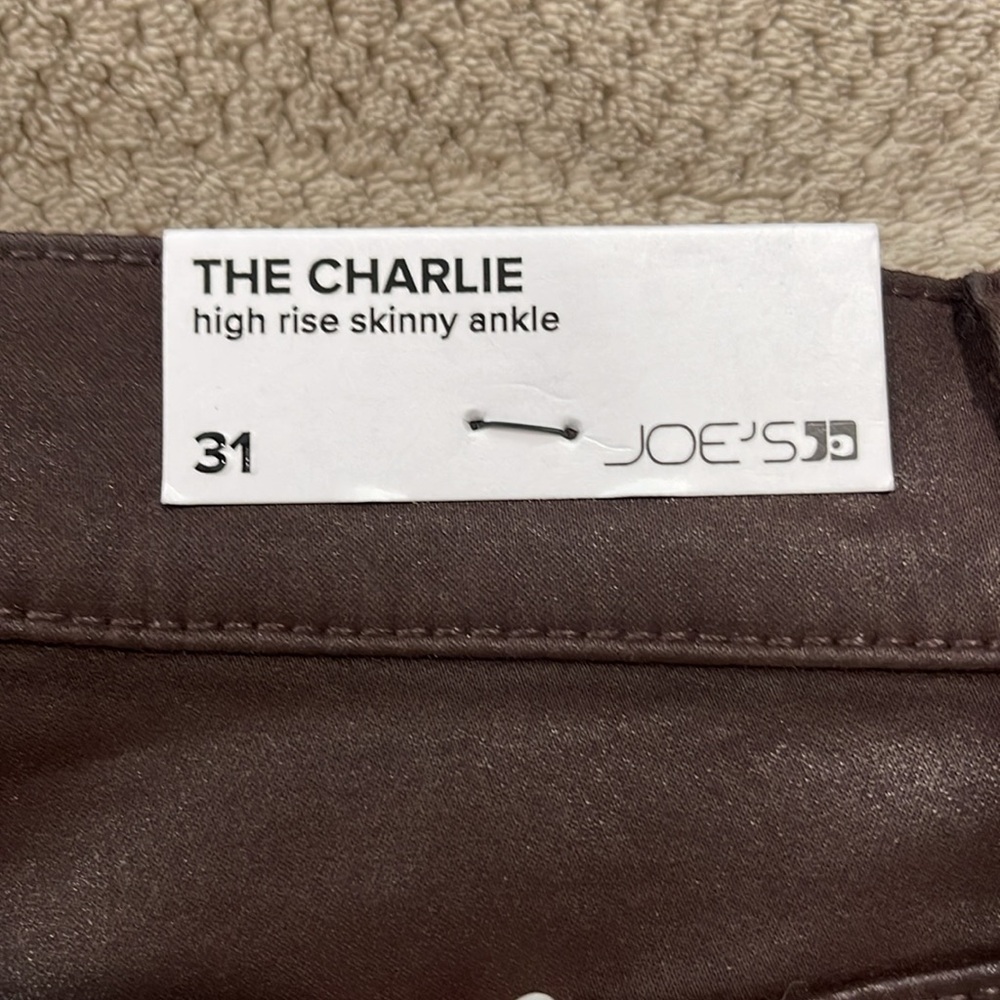 THE CHARLIE
high rise skinny ankle
31
JOE'S